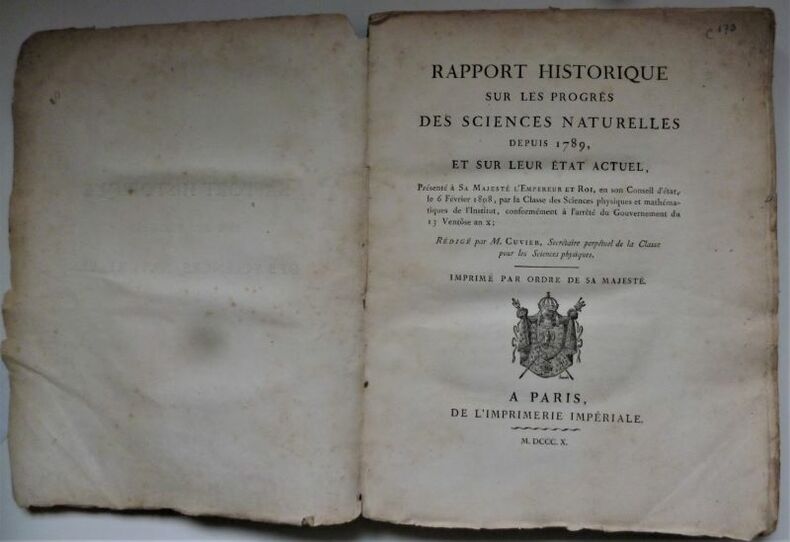 C 173
RAPPORT HISTORIQUE
SUR LES PROGRÈS
DES SCIENCES NATURELLES
DEPUIS 1789,
ET SUR LEUR ÉTAT ACTUEL,
Présenté à SA MAJESTÉ L'EMPEREUR ET ROI, en son Conseil d'état,
le 6 Février 1808, par la Classe des Sciences physiques et mathéma-
tiques de l'Institut, conformément à l'arrêté du Gouvernement du
13 Ventôse an X;
RÉDIGÉ par M. CUVIER, Secrétaire perpétuel de la Classe
pour les Sciences physiques.
IMPRIMÉ PAR ORDRE DE SA MAJESTÉ.
A PARIS,
DE L'IMPRIMERIE IMPÉRIALE.
M. DCCC. X.